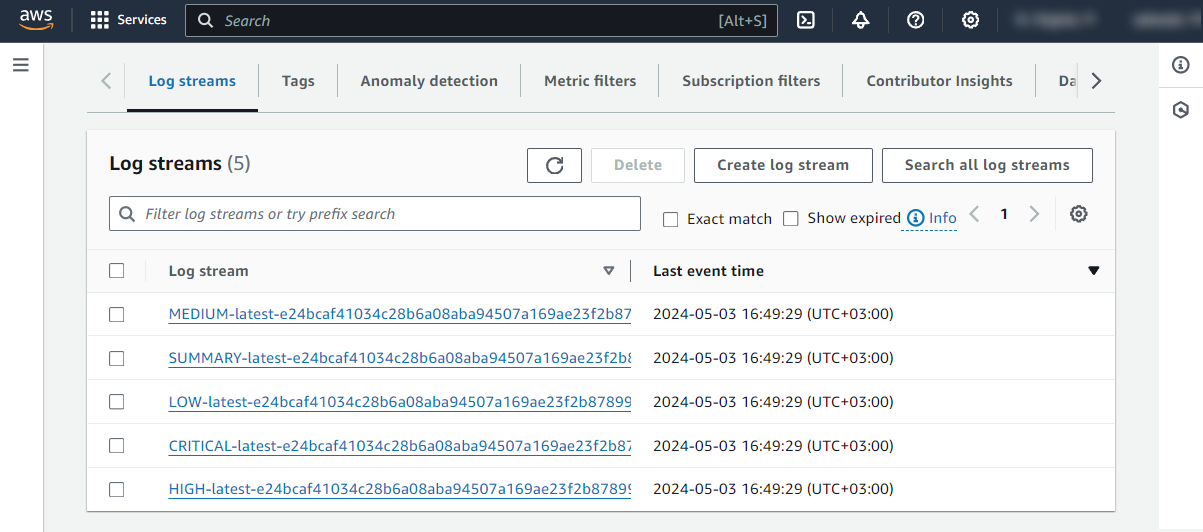 aws
Services
Search
[Alt+S]
Log streams
Tags
Anomaly detection
Metric filters
Subscription filters
Contributor Insights
Da
Log streams (5)
Delete
Create log stream
Search all log streams
Filter log streams or try prefix search
Exact match
Show expired
Info
1
Log stream
Last event time
MEDIUM-latest-e24bcaf41034c28b6a08aba94507a169ae23f2b87
2024-05-03 16:49:29 (UTC+03:00)
SUMMARY-latest-e24bcaf41034c28b6a08aba94507a169ae23f2b8
2024-05-03 16:49:29 (UTC+03:00)
LOW-latest-e24bcaf41034c28b6a08aba94507a169ae23f2b87899
2024-05-03 16:49:29 (UTC+03:00)
CRITICAL-latest-e24bcaf41034c28b6a08aba94507a169ae23f2b87
2024-05-03 16:49:29 (UTC+03:00)
HIGH-latest-e24bcaf41034c28b6a08aba94507a169ae23f2b87899
2024-05-03 16:49:29 (UTC+03:00)